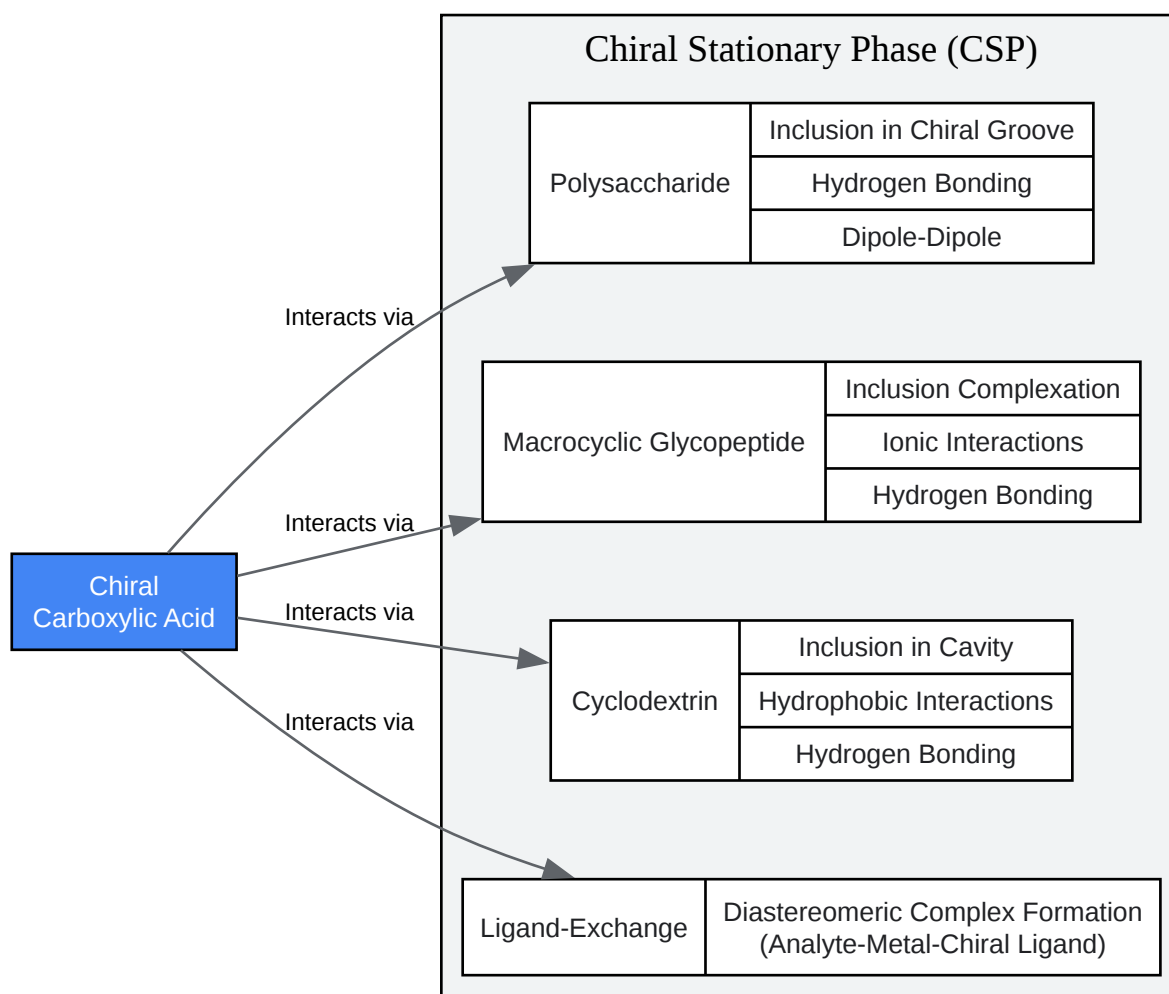 Chiral Stationary Phase (CSP)
Polysaccharide
Inclusion in Chiral Groove
Hydrogen Bonding
Dipole-Dipole
Interacts via
Macrocyclic Glycopeptide
Inclusion Complexation
Ionic Interactions
Hydrogen Bonding
Interacts via
Chiral
Carboxylic Acid
Interacts via
Cyclodextrin
Inclusion in Cavity
Hydrophobic Interactions
Hydrogen Bonding
Interacts via
Ligand-Exchange
Diastereomeric Complex Formation
(Analyte-Metal-Chiral Ligand)